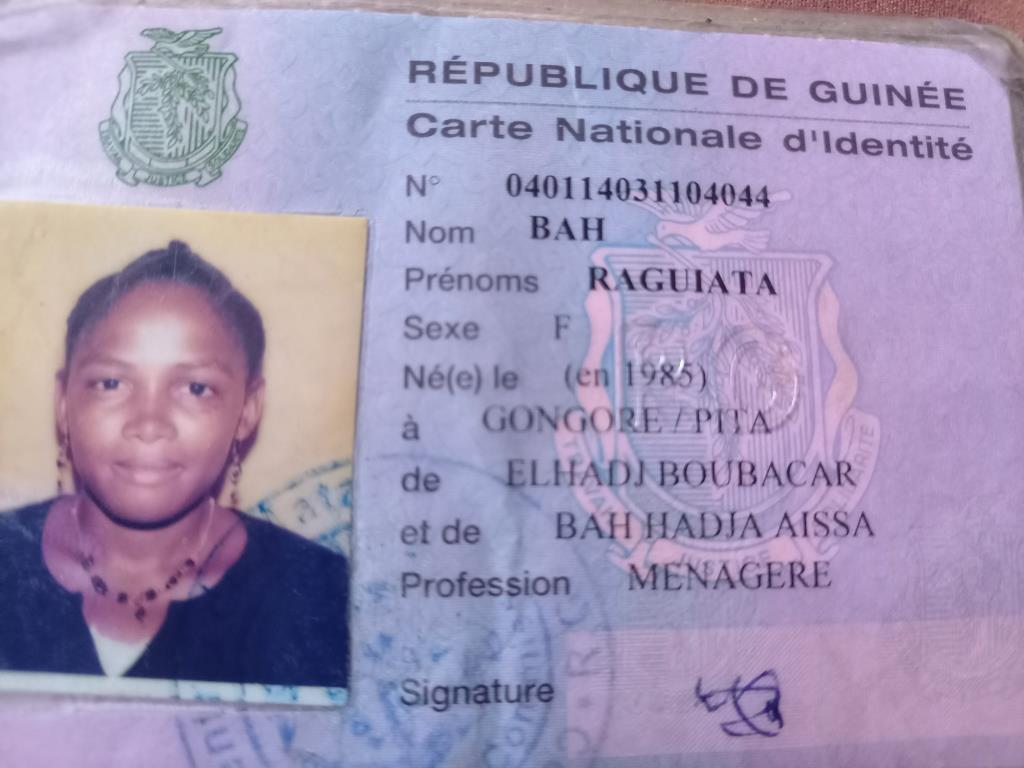 RÉPUBLIQUE DE GUINÉE
Carte Nationale d'Identité
N° 040114031104044
Nom BAH
Prénoms RAGUIATA
Sexe F
Né(e) le (en 1985)
à GONGORE / PITA
de ELHADJ BOUBACAR
et de BAH HADJA AISSA
Profession MENAGERE
Signature
JUSTICE